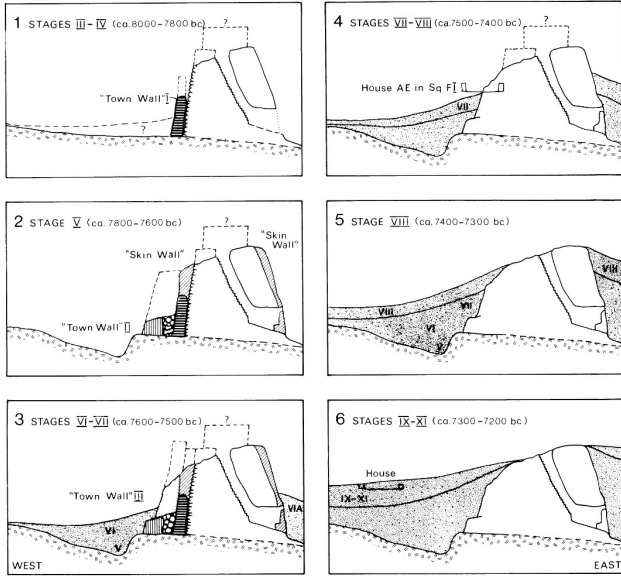 1 STAGES III-IV (ca. 8000-7800 bc)
?
"Town Wall" I
?
2 STAGE V (ca. 7800-7600 bc)
?
"Skin Wall"
"Skin Wall"
"Town Wall" II
3 STAGES VI-VII (ca. 7600-7500 bc)
?
"Town Wall" III
VI
V
VIA
WEST
4 STAGES VII-VIII (ca. 7500-7400 bc)
?
House AE in Sq FI
VII
5 STAGE VIII (ca. 7400-7300 bc)
VIII
VIII
VII
VI
V
6 STAGES IX-XI (ca. 7300-7200 bc)
House
IX-XI
EAST